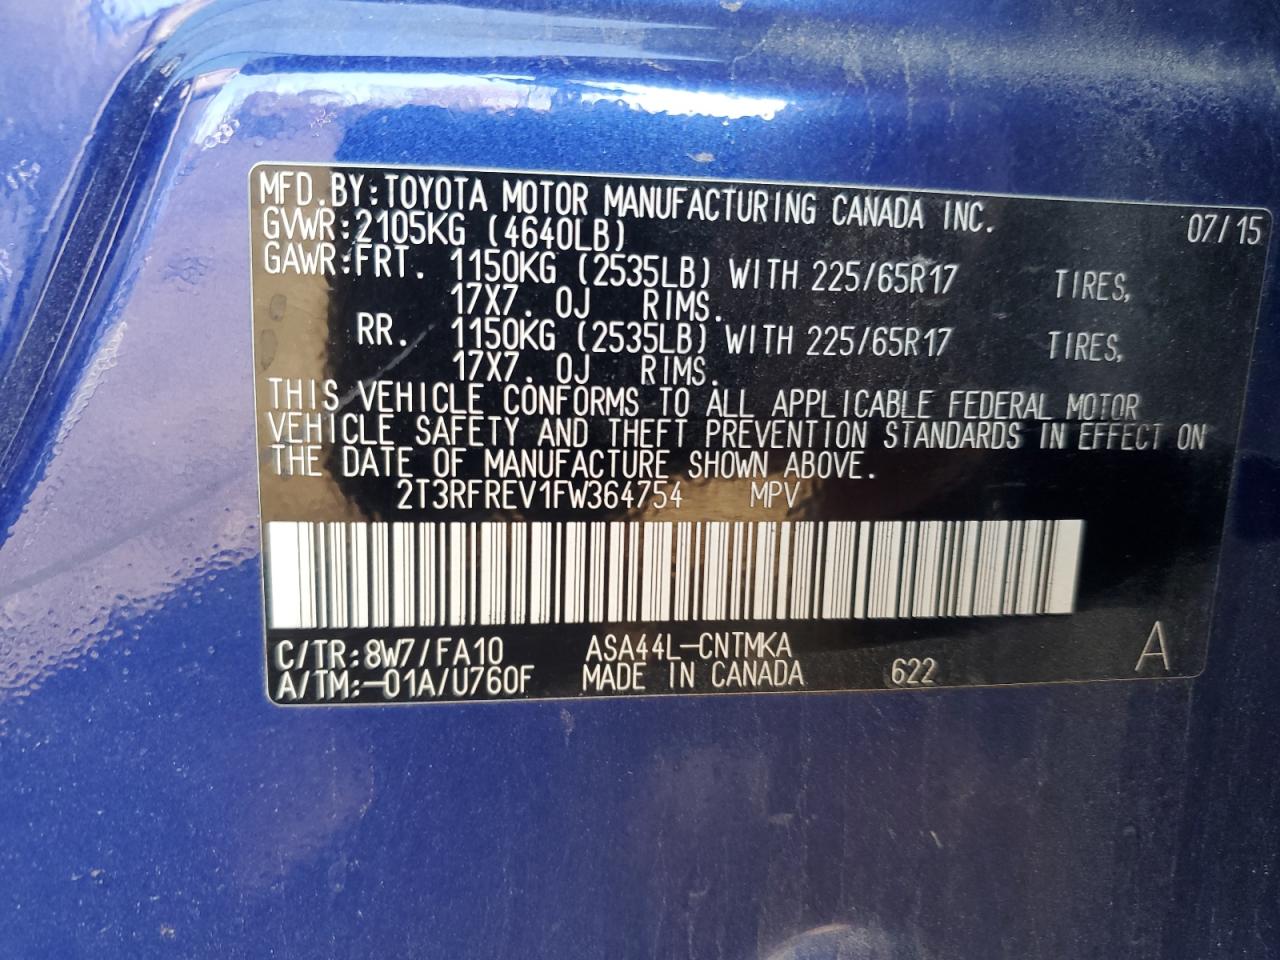 MFD.BY:TOYOTA MOTOR MANUFACTURING CANADA INC. 07/15
GVWR:2105KG (4640LB)
GAWR:FRT. 1150KG (2535LB) WITH 225/65R17 TIRES,
17X7.0J RIMS.
RR. 1150KG (2535LB) WITH 225/65R17 TIRES,
17X7.0J RIMS.
THIS VEHICLE CONFORMS TO ALL APPLICABLE FEDERAL MOTOR
VEHICLE SAFETY AND THEFT PREVENTION STANDARDS IN EFFECT ON
THE DATE OF MANUFACTURE SHOWN ABOVE.
2T3RFREV1FW364754 MPV
C/TR:8W7/FA10 ASA44L-CNTMKA
A/TM:-01A/U760F MADE IN CANADA 622 A